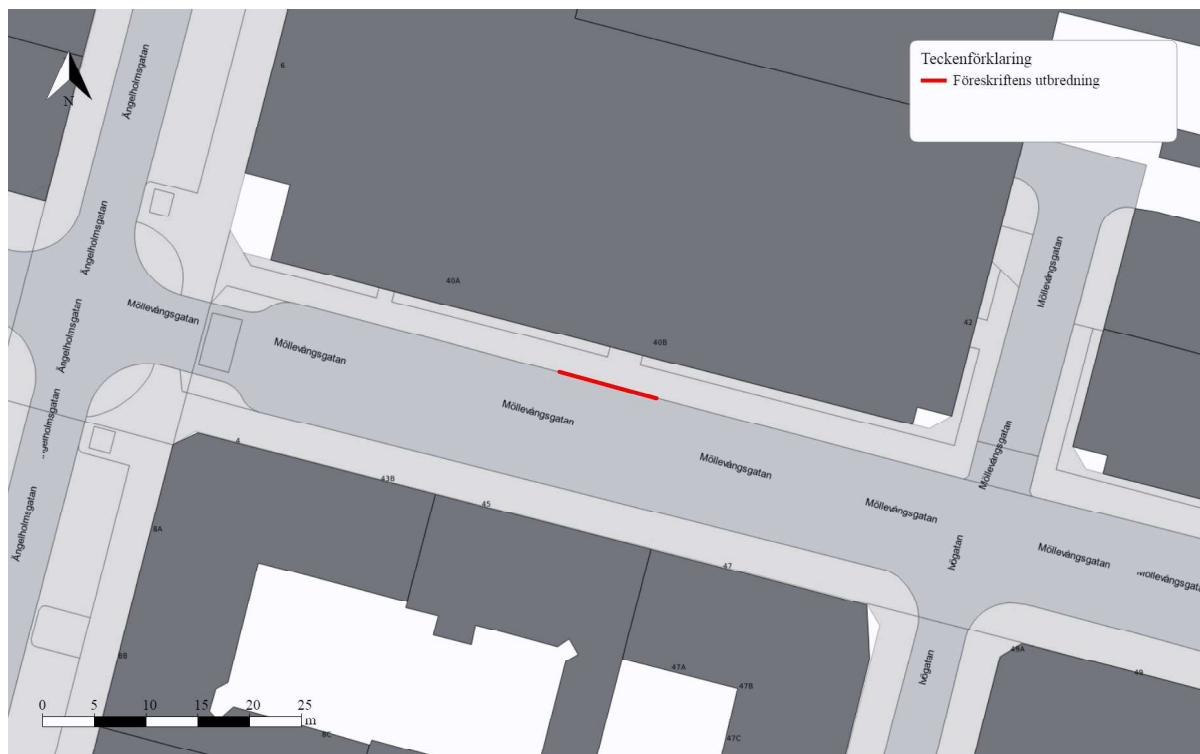 Teckenförklaring
Föreskriftens utbredning
N
Ängelholmsgatan
6
Ängelholmsgatan
Möllevångsgatan
40A
Möllevångsgatan
42
Möllevångsgatan
Ängelholmsgatan
Möllevångsgatan
40B
Möllevångsgatan
Möllevångsgatan
Möllevångsgatan
4
43B
45
Möllevångsgatan
Möllevångsgatan
Ängelholmsgatan
8A
47
Ivögatan
Möllevångsgatan
8B
47A
47B
Ivögatan
49A
49
8C
47C
0 5 10 15 20 25
m